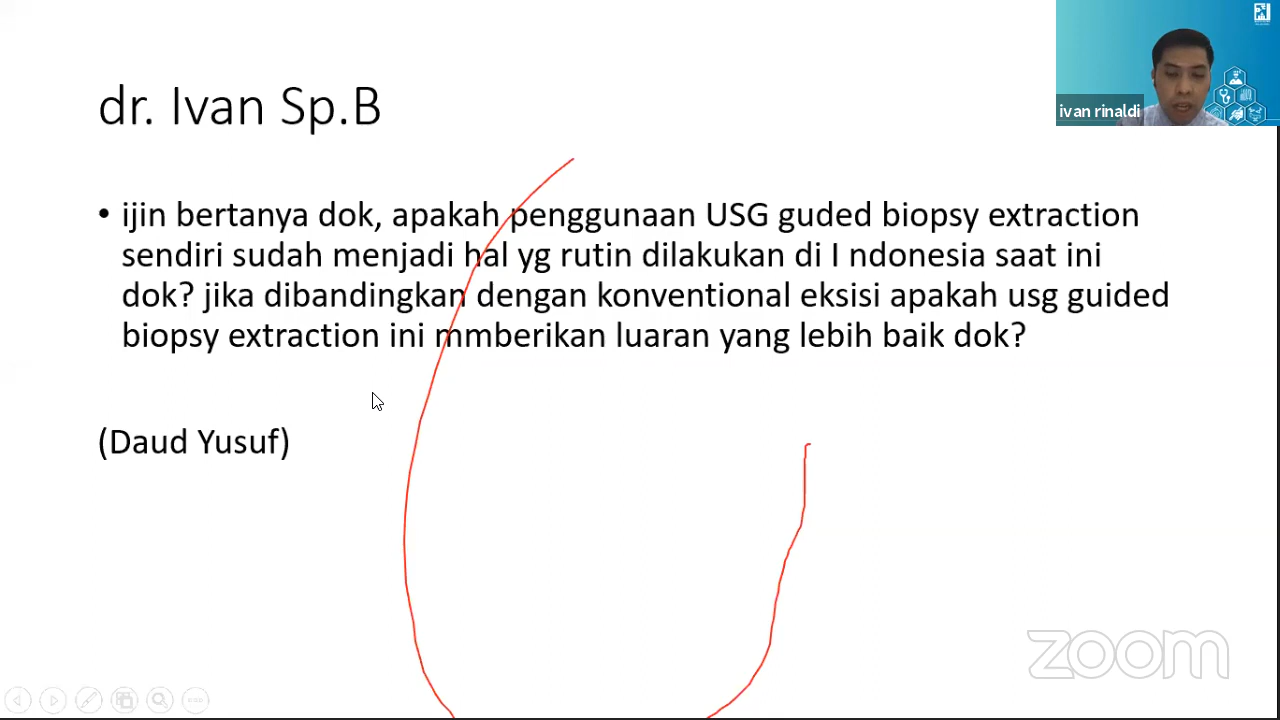 dr. Ivan Sp.B
ivan rinaldi
• ijin bertanya dok, apakah penggunaan USG guded biopsy extraction
sendiri sudah menjadi hal yg rutin dilakukan di I ndonesia saat ini
dok? jika dibandingkan dengan konventional eksisi apakah usg guided
biopsy extraction ini mmberikan luaran yang lebih baik dok?
(Daud Yusuf)
zoom